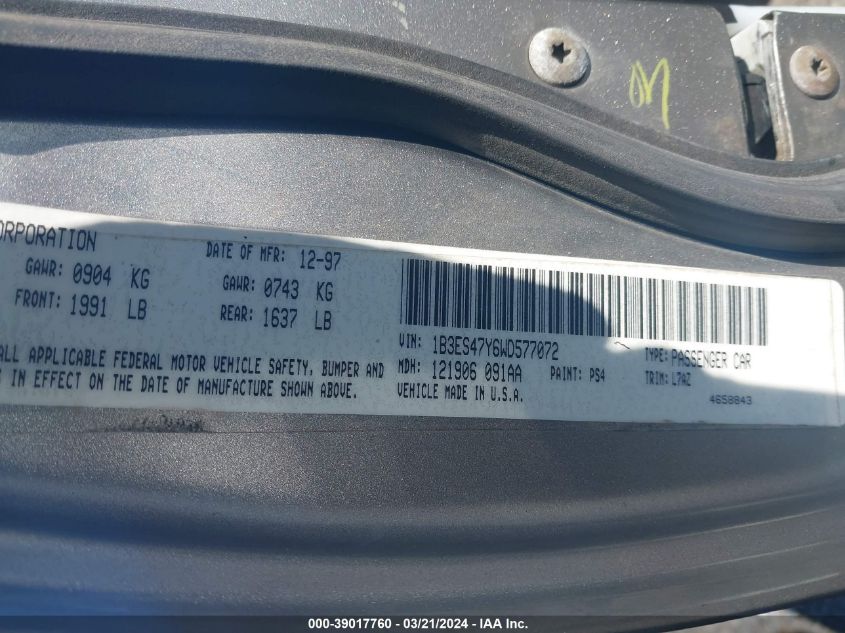 ORPORATION
DATE OF MFR: 12-97
GAWR: 0904 KG
GAWR: 0743 KG
FRONT: 1991 LB
REAR: 1637 LB
ALL APPLICABLE FEDERAL MOTOR VEHICLE SAFETY, BUMPER AND
IN EFFECT ON THE DATE OF MANUFACTURE SHOWN ABOVE.
VIN: 1B3ES47Y6WD577072
TYPE: PASSENGER CAR
MDH: 121906 091AA
PAINT: PS4
TRIM: L7AZ
VEHICLE MADE IN U.S.A.
4658843
000-39017760 - 03/21/2024 - IAA Inc.